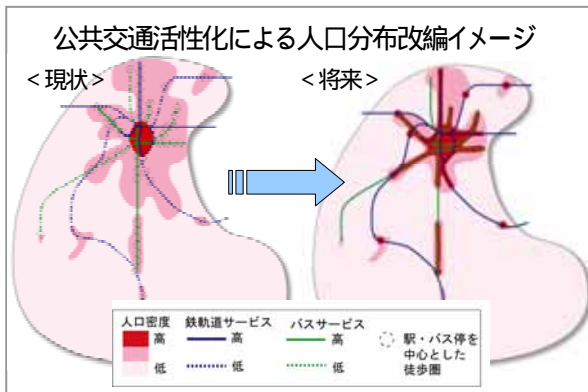 公共交通活性化による人口分布改編イメージ
<現状>
<将来>
人口密度 鉄軌道サービス バスサービス
高 高 高
低 低 低
駅・バス停を
中心とした
徒歩圏